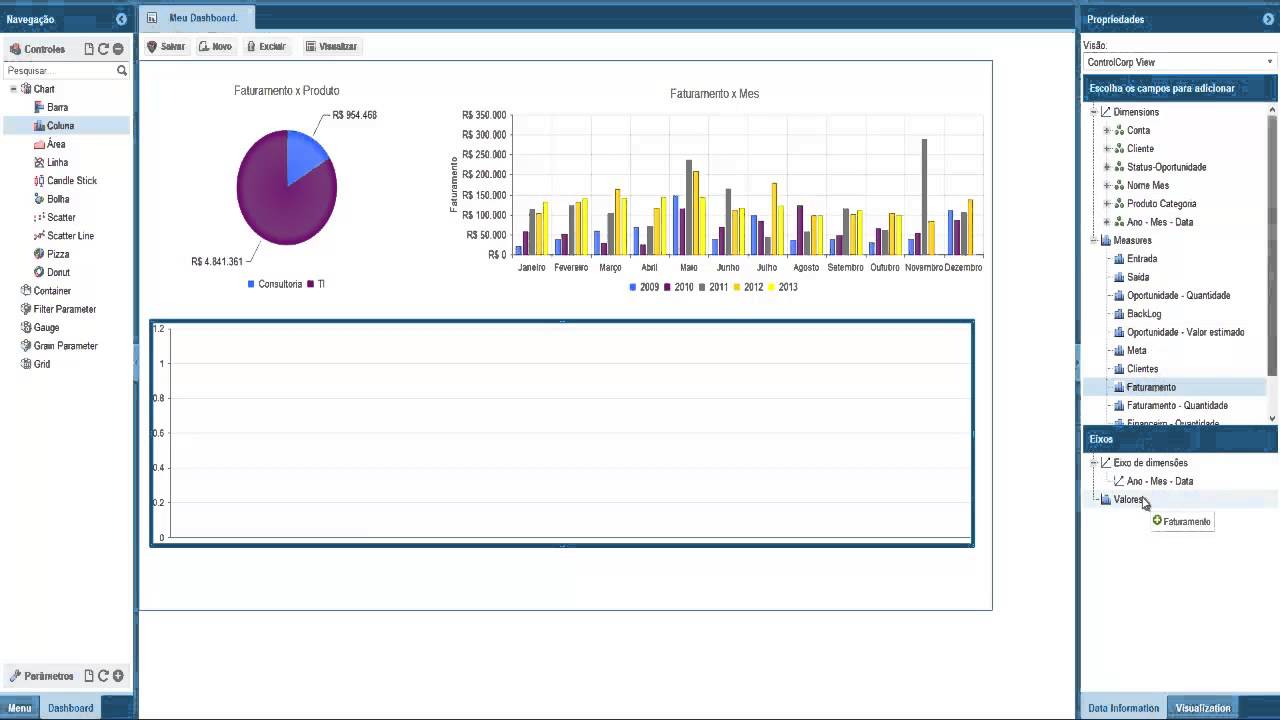 Navegação
Controles
Pesquisar...
Chart
Barra
Coluna
Área
Linha
Candle Stick
Bolha
Scatter
Scatter Line
Pizza
Donut
Container
Filter Parameter
Gauge
Grain Parameter
Grid
Parâmetros
Menu
Dashboard
Meu Dashboard.
Salvar
Novo
Excluir
Visualizar
Faturamento x Produto
R$ 954.468
R$ 4.841.361
Consultoria
TI
Faturamento x Mes
Faturamento
R$ 350.000
R$ 300.000
R$ 250.000
R$ 200.000
R$ 150.000
R$ 100.000
R$ 50.000
R$ 0
Janeiro Fevereiro Março Abril Maio Junho Julho Agosto Setembro Outubro Novembro Dezembro
2009 2010 2011 2012 2013
1.2
1
0.8
0.6
0.4
0.2
0
Propriedades
Visão:
ControlCorp View
Escolha os campos para adicionar
Dimensions
Conta
Cliente
Status-Oportunidade
Nome Mes
Produto Categoria
Ano - Mes - Data
Measures
Entrada
Saída
Oportunidade - Quantidade
BackLog
Oportunidade - Valor estimado
Meta
Clientes
Faturamento
Faturamento - Quantidade
Financeiro - Quantidade
Eixos
Eixo de dimensões
Ano - Mes - Data
Valores
Faturamento
Data Information
Visualization